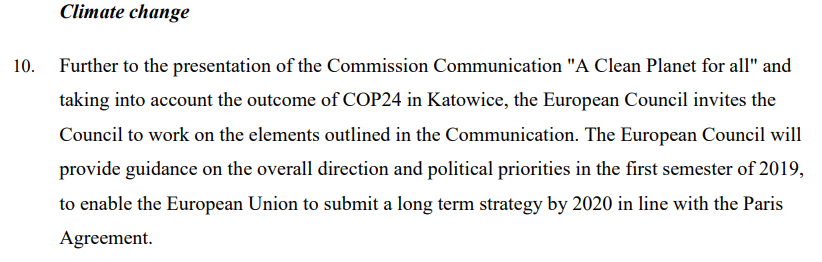 Climate change
10. Further to the presentation of the Commission Communication "A Clean Planet for all" and
taking into account the outcome of COP24 in Katowice, the European Council invites the
Council to work on the elements outlined in the Communication. The European Council will
provide guidance on the overall direction and political priorities in the first semester of 2019,
to enable the European Union to submit a long term strategy by 2020 in line with the Paris
Agreement.